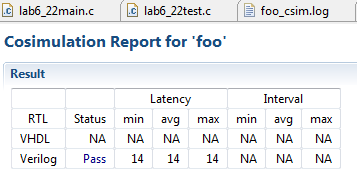 lab6_22main.c lab6_22test.c foo_csim.log
Cosimulation Report for 'foo'
Result
Latency Interval
RTL Status min avg max min avg max
VHDL NA NA NA NA NA NA NA
Verilog Pass 14 14 14 NA NA NA